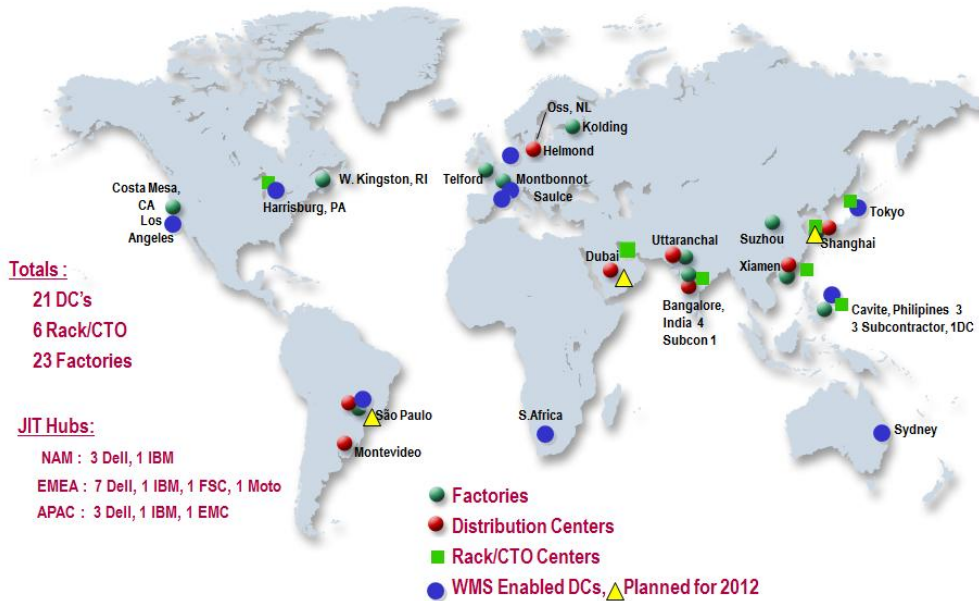 Oss, NL
Kolding
Helmond
Telford
Montbonnot
Saulce
W. Kingston, RI
Costa Mesa,
CA
Los
Angeles
Harrisburg, PA
Tokyo
Suzhou
Shanghai
Uttaranchal
Dubai
Xiamen
Bangalore,
India 4
Subcon 1
Cavite, Philipines 3
3 Subcontractor, 1DC
Totals :
21 DC's
6 Rack/CTO
23 Factories
São Paulo
S.Africa
Sydney
Montevideo
JIT Hubs:
NAM : 3 Dell, 1 IBM
EMEA : 7 Dell, 1 IBM, 1 FSC, 1 Moto
APAC : 3 Dell, 1 IBM, 1 EMC
Factories
Distribution Centers
Rack/CTO Centers
WMS Enabled DCs, Planned for 2012